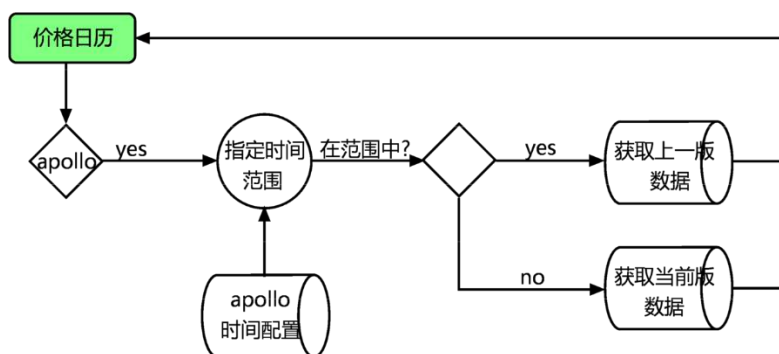 价格日历
apollo
yes
指定时间
范围
在范围中?
yes
获取上一版
数据
no
获取当前版
数据
apollo
时间配置